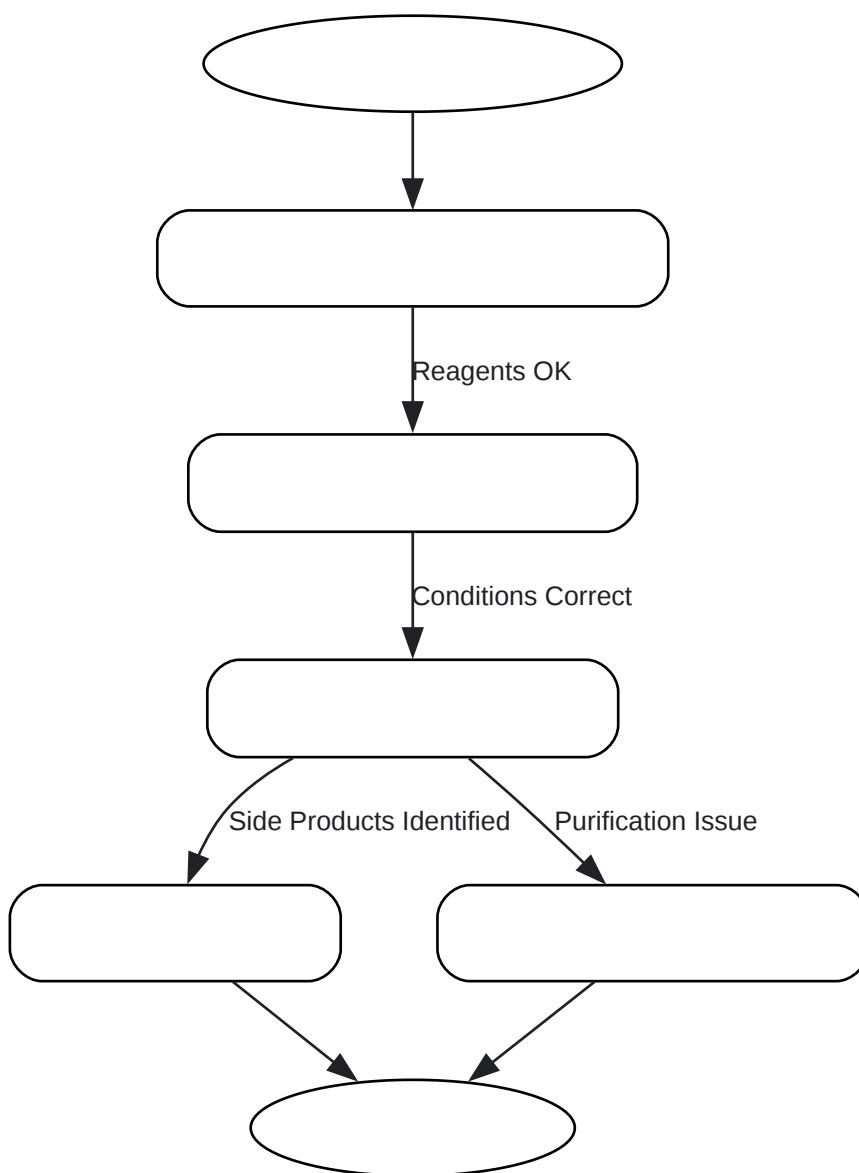 Reagents OK
Conditions Correct
Side Products Identified
Purification Issue